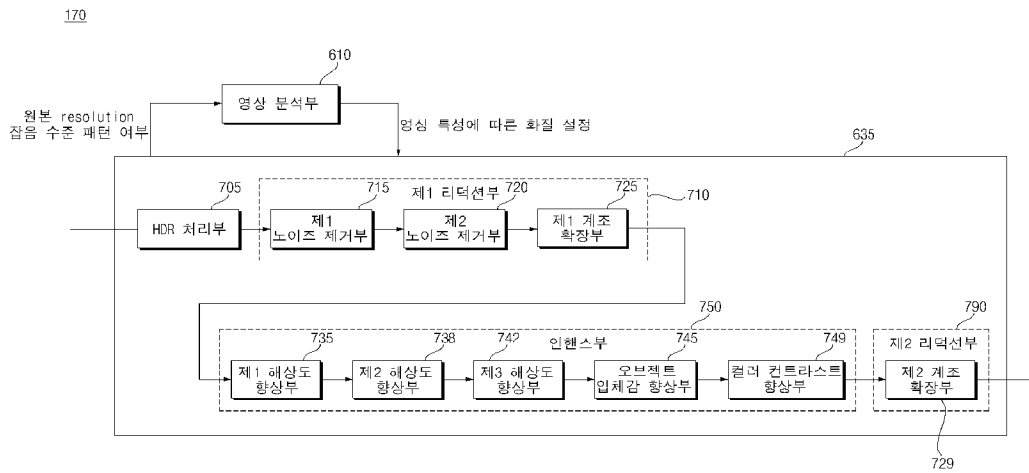 170
610
영상 분석부
원본 resolution
잡음 수준 패턴 여부
영상 특성에 따른 화질 설정
635
705
HDR 처리부
제1 리덕션부
710
715
제1
노이즈 제거부
720
제2
노이즈 제거부
725
제1 계조
확장부
750
인핸스부
735
제1 해상도
향상부
738
제2 해상도
향상부
742
제3 해상도
향상부
745
오브젝트
입체감 향상부
749
컬러 컨트라스트
향상부
790
제2 리덕션부
제2 계조
확장부
729